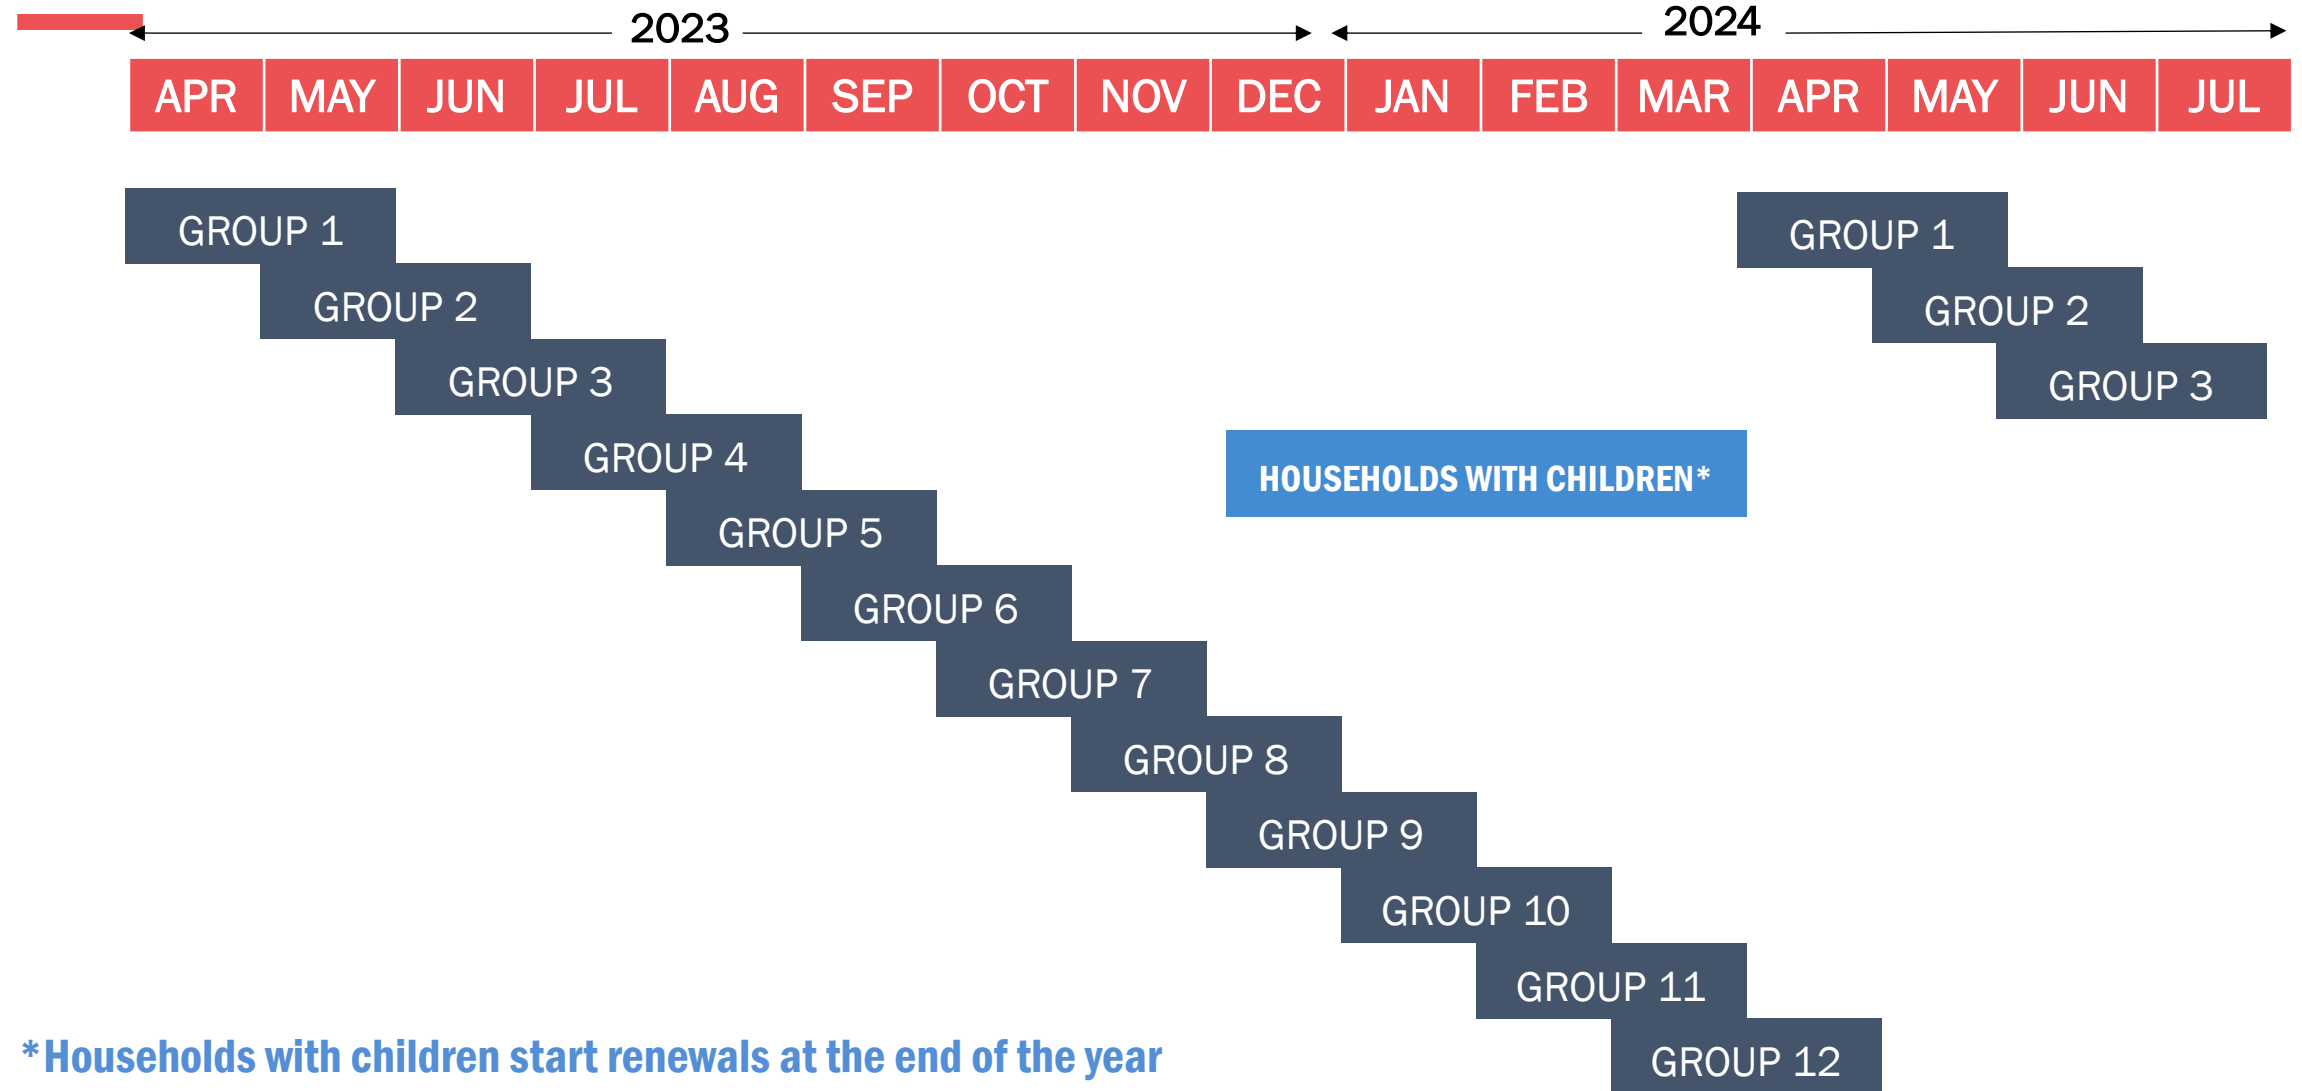 2023
2024
APR MAY JUN JUL AUG SEP OCT NOV DEC JAN FEB MAR APR MAY JUN JUL
GROUP 1
GROUP 1
GROUP 2
GROUP 2
GROUP 3
GROUP 3
GROUP 4
HOUSEHOLDS WITH CHILDREN*
GROUP 5
GROUP 6
GROUP 7
GROUP 8
GROUP 9
GROUP 10
GROUP 11
GROUP 12
*Households with children start renewals at the end of the year